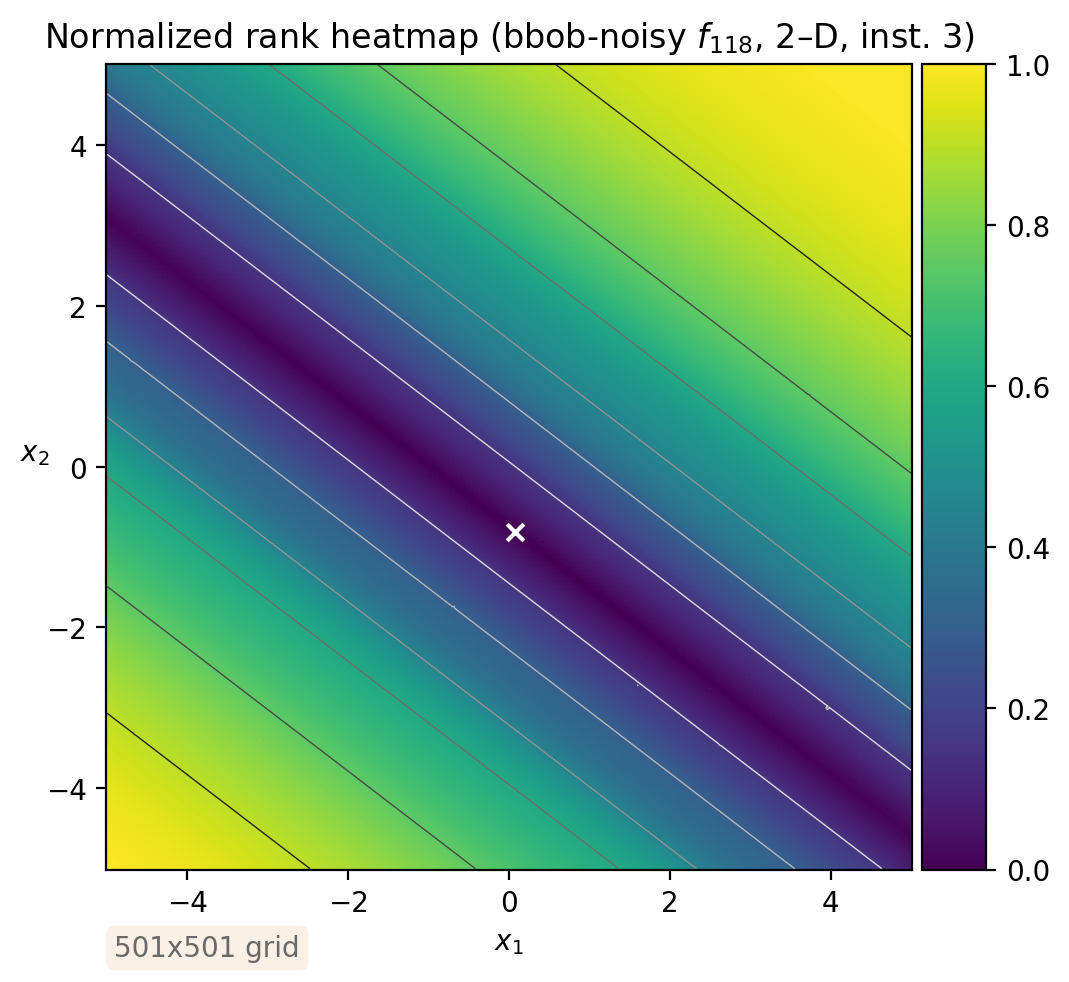 Normalized rank heatmap (bbob-noisy f₁₁₈, 2–D, inst. 3)
1.0
0.8
0.6
0.4
0.2
0.0
4
2
0
−2
−4
x₂
−4 −2 0 2 4
x₁
501x501 grid